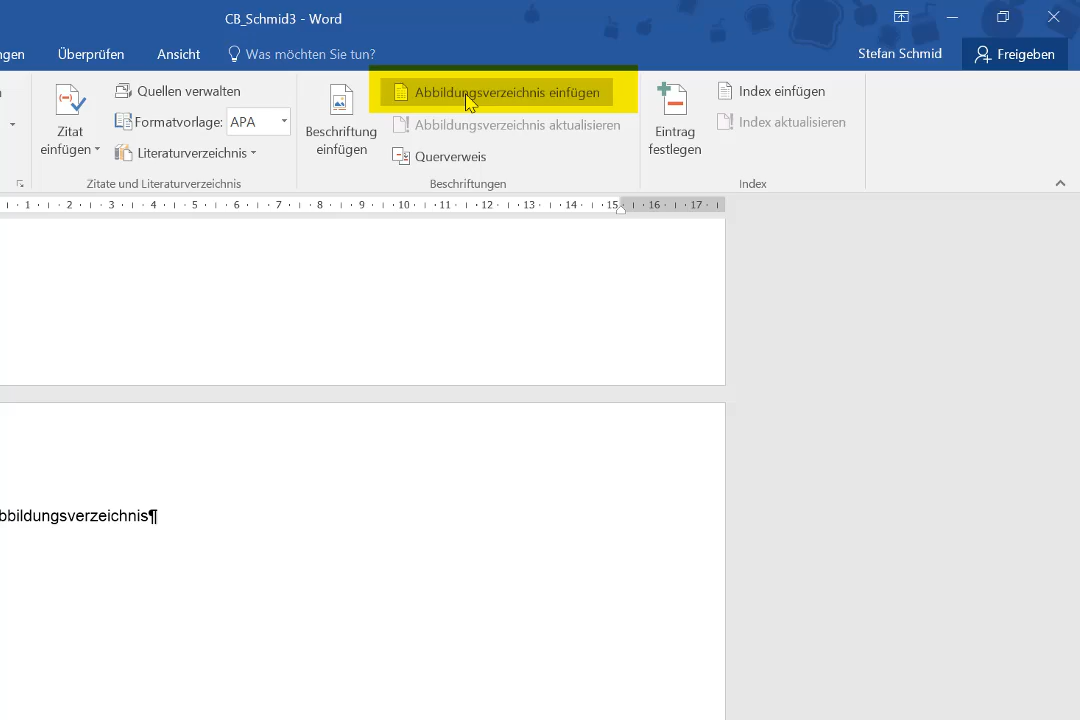 CB_Schmid3 - Word
ngen Überprüfen Ansicht Was möchten Sie tun? Stefan Schmid Freigeben
Zitat einfügen
Quellen verwalten
Formatvorlage: APA
Literaturverzeichnis
Zitate und Literaturverzeichnis
Beschriftung einfügen
Abbildungsverzeichnis einfügen
Abbildungsverzeichnis aktualisieren
Querverweis
Beschriftungen
Eintrag festlegen
Index einfügen
Index aktualisieren
Index
1 2 3 4 5 6 7 8 9 10 11 12 13 14 15 16 17
bbildungsverzeichnis¶